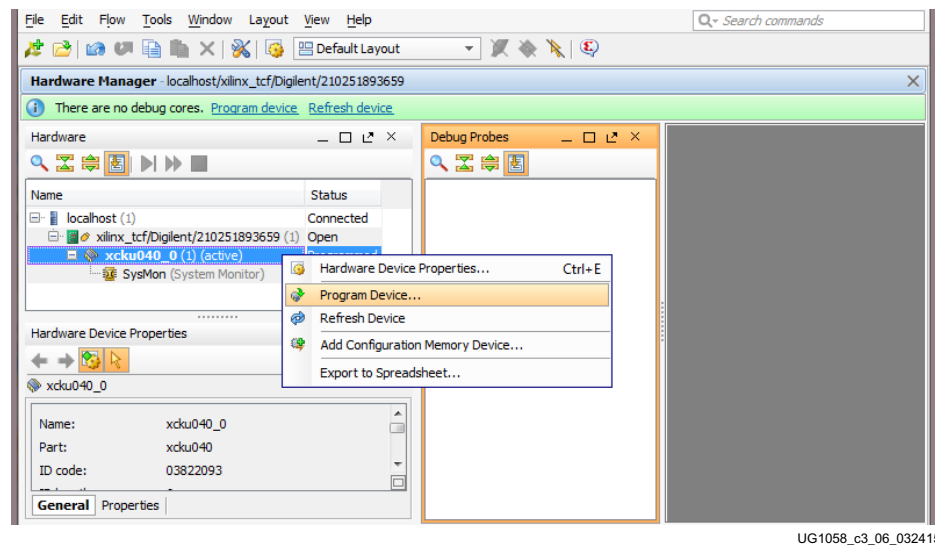 File Edit Flow Tools Window Layout View Help
Search commands
Default Layout
Hardware Manager - localhost/xilinx_tcf/Digilent/210251893659
There are no debug cores. Program device Refresh device
Hardware
Debug Probes
Name Status
localhost (1) Connected
xilinx_tcf/Digilent/210251893659 (1) Open
xcku040_0 (1) (active) Programmed
SysMon (System Monitor)
Hardware Device Properties... Ctrl+E
Program Device...
Refresh Device
Add Configuration Memory Device...
Export to Spreadsheet...
Hardware Device Properties
xcku040_0
Name: xcku040_0
Part: xcku040
ID code: 03822093
General Properties
UG1058_c3_06_032415